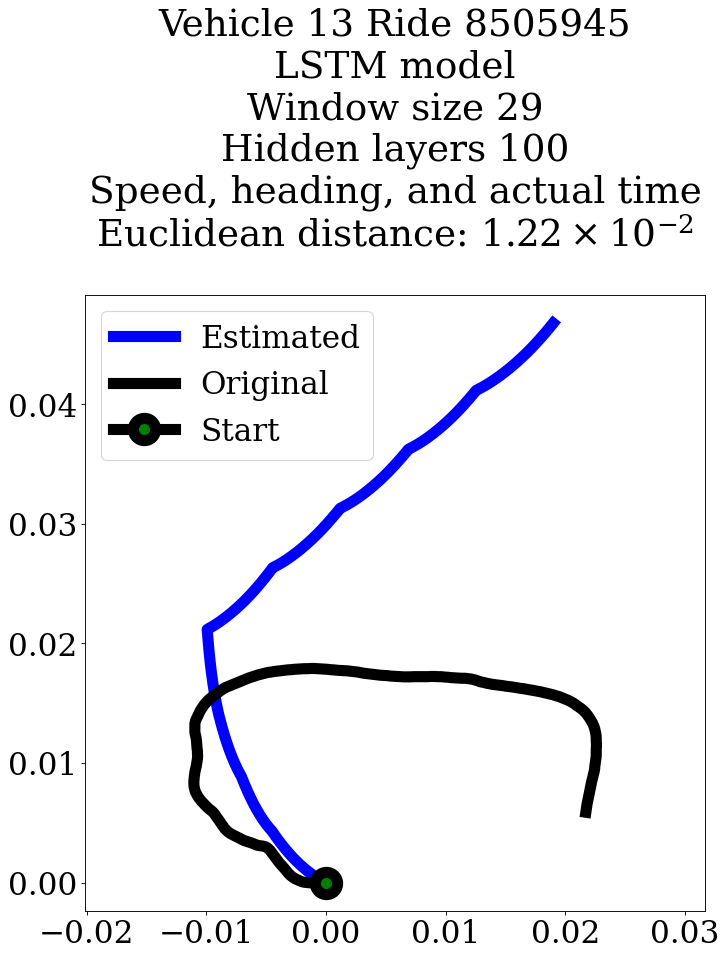 Vehicle 13 Ride 8505945
LSTM model
Window size 29
Hidden layers 100
Speed, heading, and actual time
Euclidean distance: 1.22 × 10⁻²
Estimated
Original
Start
0.04
0.03
0.02
0.01
0.00
−0.02 −0.01 0.00 0.01 0.02 0.03